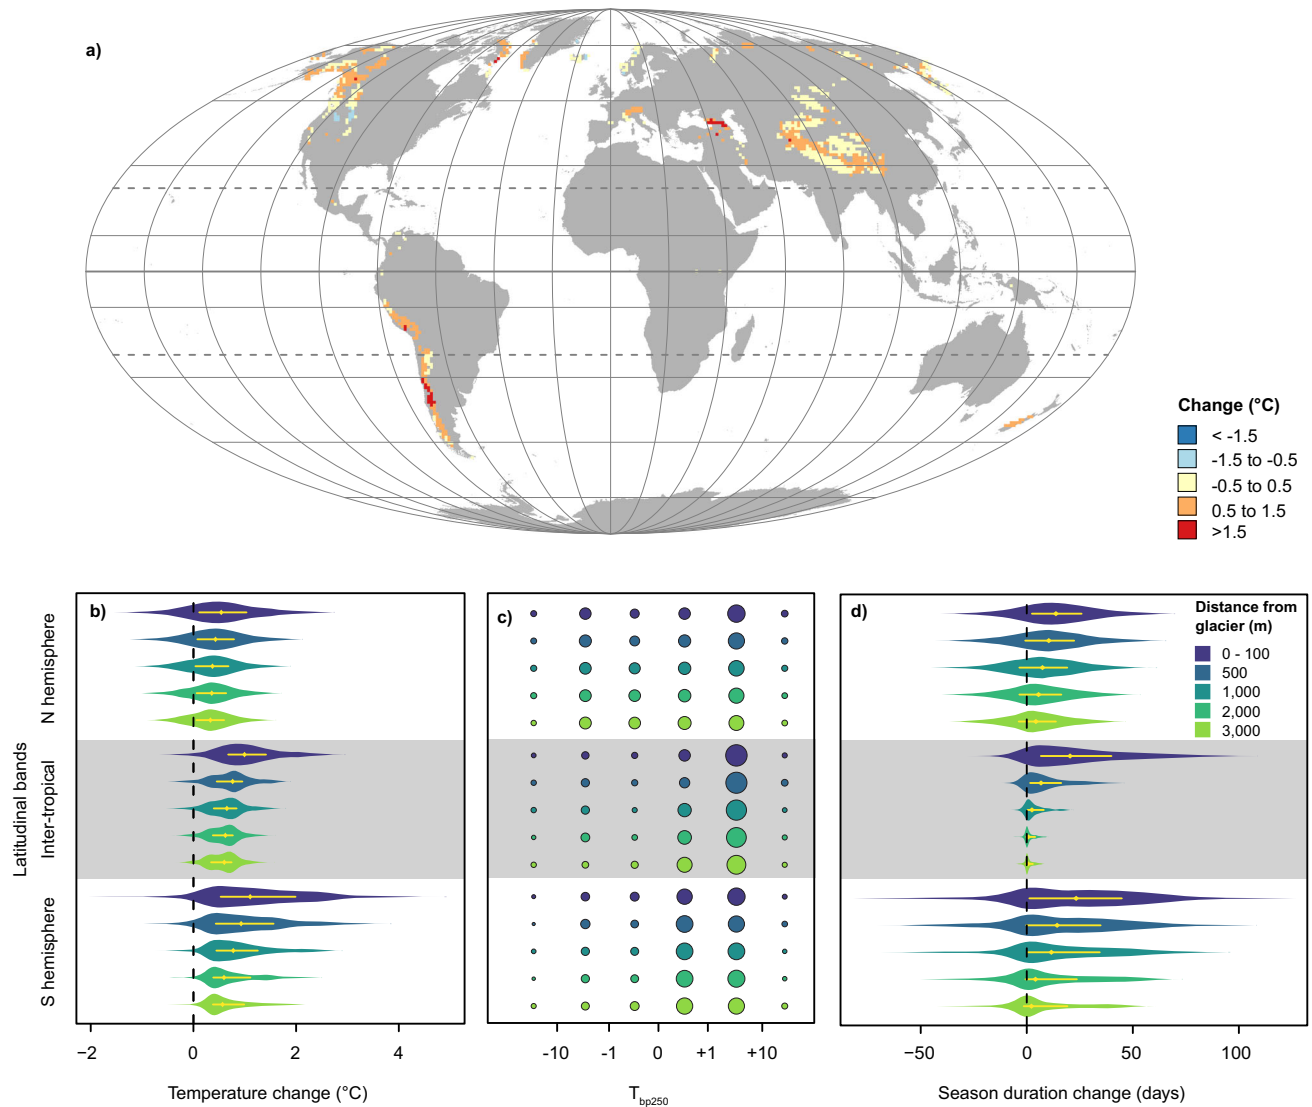 a)
Change (°C)
< -1.5
-1.5 to -0.5
-0.5 to 0.5
0.5 to 1.5
>1.5
Latitudinal bands
N hemisphere
Inter-tropical
S hemisphere
b)
−2 0 2 4
Temperature change (°C)
c)
-10 -1 0 +1 +10
Tbp250
d)
Distance from
glacier (m)
0 - 100
500
1,000
2,000
3,000
−50 0 50 100
Season duration change (days)